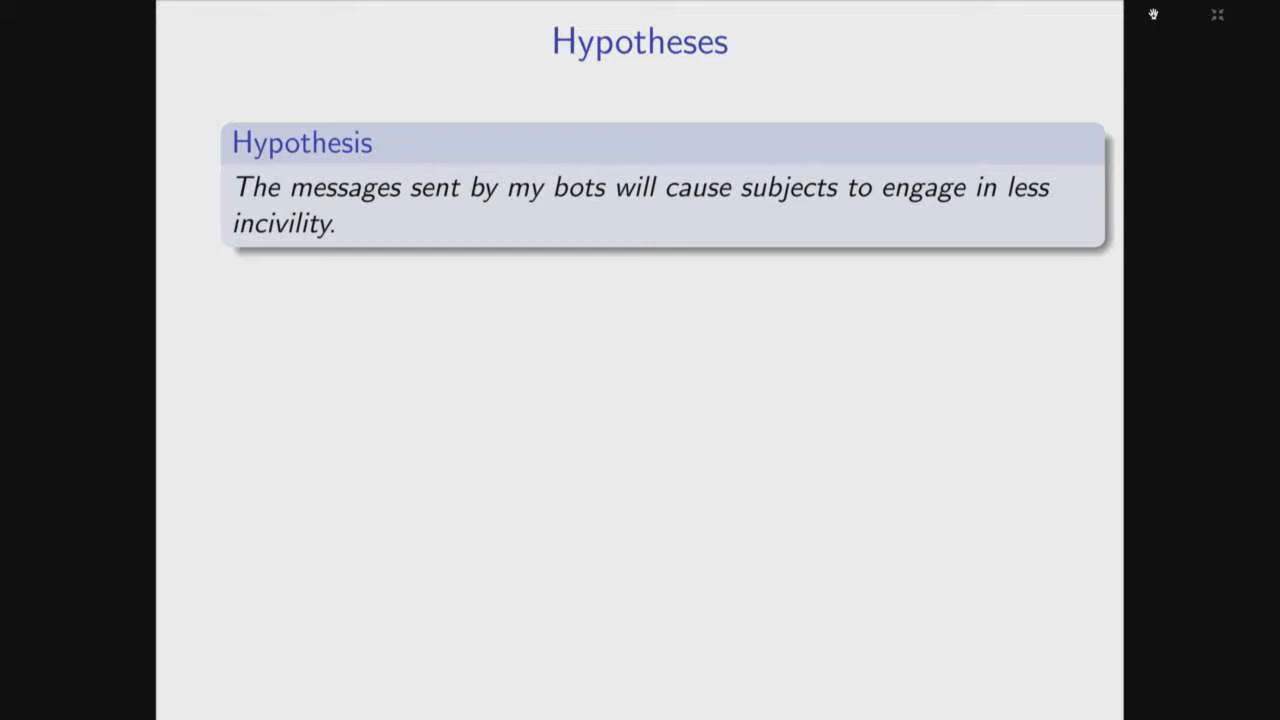 Hypotheses
Hypothesis
The messages sent by my bots will cause subjects to engage in less
incivility.